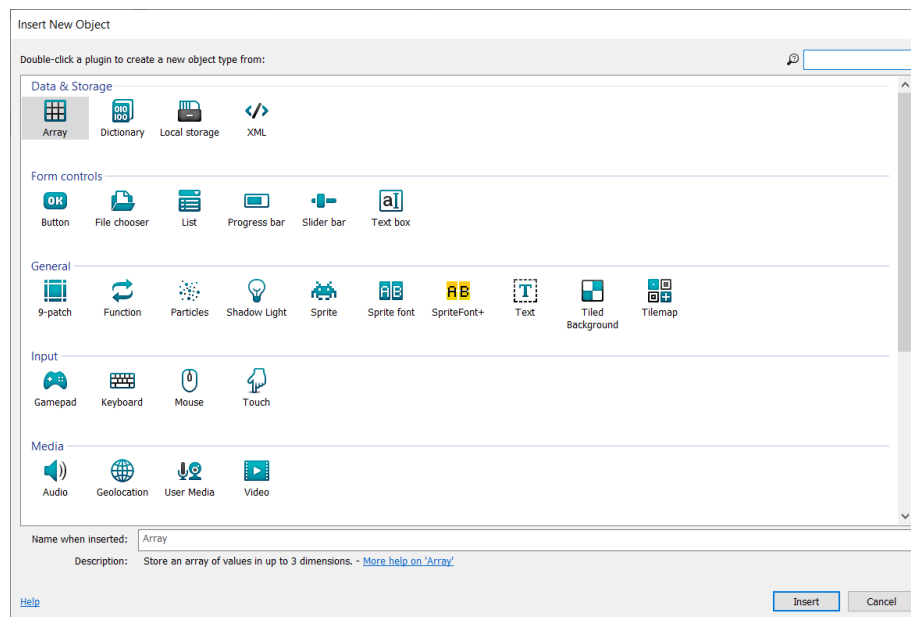 Insert New Object
Double-click a plugin to create a new object type from:
Data & Storage
Array Dictionary Local storage XML
Form controls
Button File chooser List Progress bar Slider bar Text box
General
9-patch Function Particles Shadow Light Sprite Sprite font SpriteFont+ Text Tiled Background Tilemap
Input
Gamepad Keyboard Mouse Touch
Media
Audio Geolocation User Media Video
Name when inserted: Array
Description: Store an array of values in up to 3 dimensions. - More help on 'Array'
Help Insert Cancel